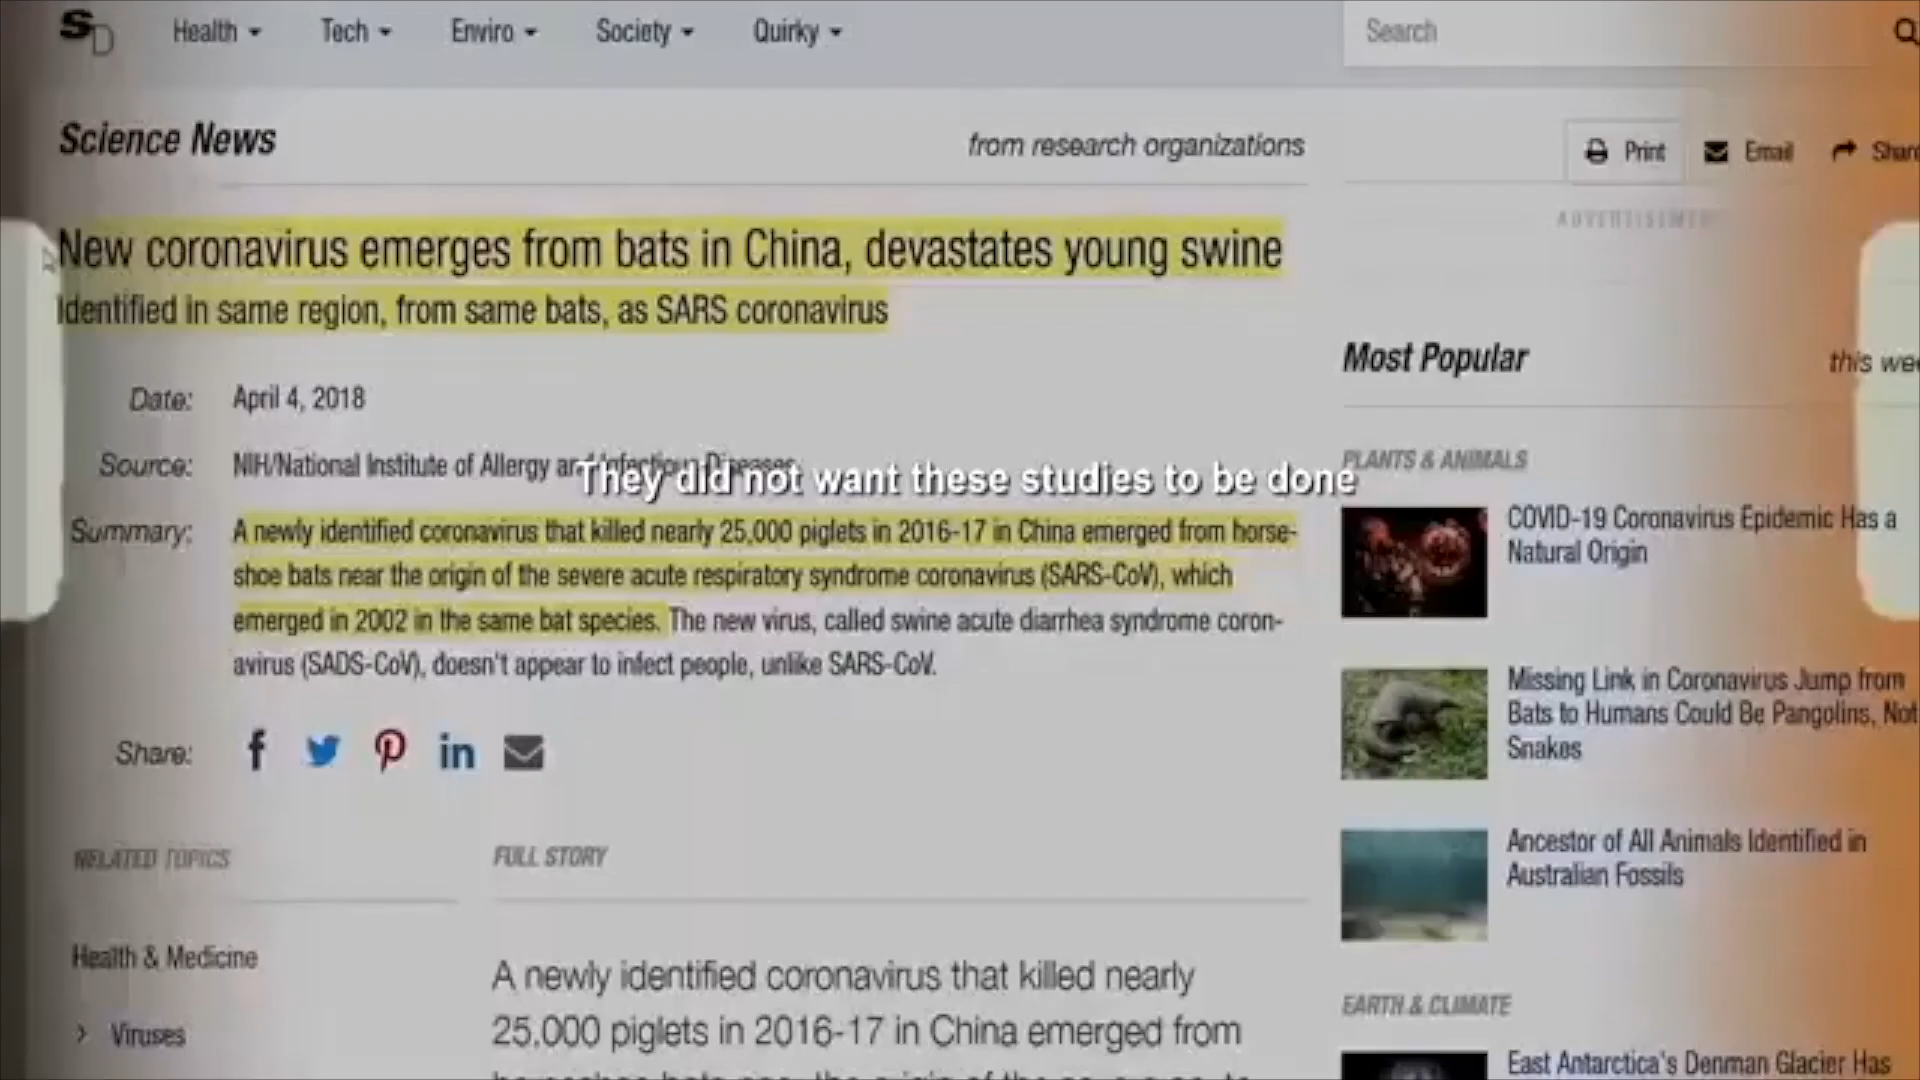 SD Health Tech Enviro Society Quirky Search
Science News
from research organizations
Print Email Share
ADVERTISEMENT
New coronavirus emerges from bats in China, devastates young swine
Identified in same region, from same bats, as SARS coronavirus
Date: April 4, 2018
Source: NIH/National Institute of Allergy and Infectious Diseases
They did not want these studies to be done
Summary: A newly identified coronavirus that killed nearly 25,000 piglets in 2016-17 in China emerged from horse-
shoe bats near the origin of the severe acute respiratory syndrome coronavirus (SARS-CoV), which
emerged in 2002 in the same bat species. The new virus, called swine acute diarrhea syndrome coron-
avirus (SADS-CoV), doesn't appear to infect people, unlike SARS-CoV.
Share: f in
RELATED TOPICS
Health & Medicine
> Viruses
FULL STORY
A newly identified coronavirus that killed nearly
25,000 piglets in 2016-17 in China emerged from
Most Popular
this wee
PLANTS & ANIMALS
COVID-19 Coronavirus Epidemic Has a
Natural Origin
Missing Link in Coronavirus Jump from
Bats to Humans Could Be Pangolins, Not
Snakes
Ancestor of All Animals Identified in
Australian Fossils
EARTH & CLIMATE
East Antarctica's Denman Glacier Has